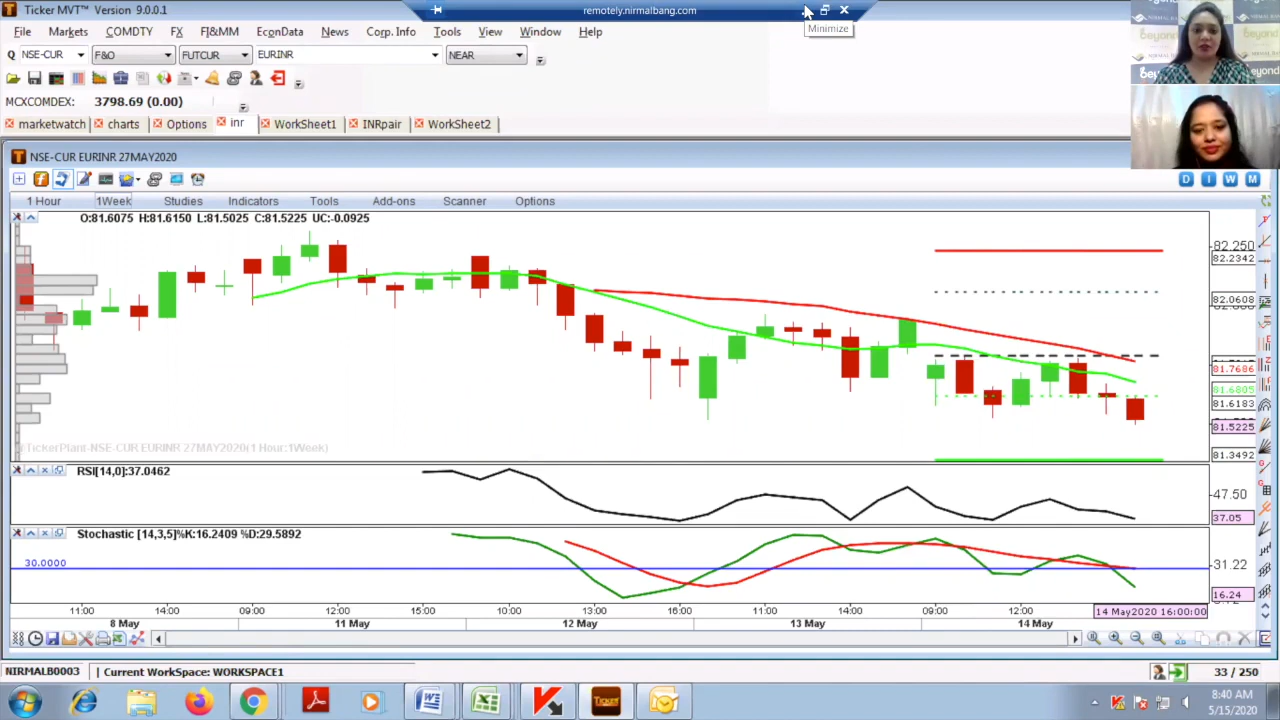 Ticker MVT™ Version 9.0.0.1
remotely.nirmalbang.com
Minimize
File Markets COMDTY FX FI&MM EconData News Corp. Info Tools View Window Help
Q NSE-CUR F&O FUTCUR EURINR NEAR
MCXCOMDEX: 3798.69 (0.00)
marketwatch charts Options inr WorkSheet1 INRpair WorkSheet2
NSE-CUR EURINR 27MAY2020
D I W M
1 Hour 1Week Studies Indicators Tools Add-ons Scanner Options
O:81.6075 H:81.6150 L:81.5025 C:81.5225 UC:-0.0925
82.250
82.2342
82.0608
81.7686
81.6805
81.6183
81.5225
81.3492
TickerPlant-NSE-CUR EURINR 27MAY2020(1 Hour:1Week)
RSI[14,0]:37.0462
47.50
37.05
Stochastic [14,3,5]%K:16.2409 %D:29.5892
30.0000
31.22
16.24
11:00 14:00 09:00 12:00 15:00 10:00 13:00 16:00 11:00 14:00 09:00 12:00 14 May2020 16:00:00
8 May 11 May 12 May 13 May 14 May
NIRMALB0003 Current WorkSpace: WORKSPACE1 33 / 250
8:40 AM
5/15/2020